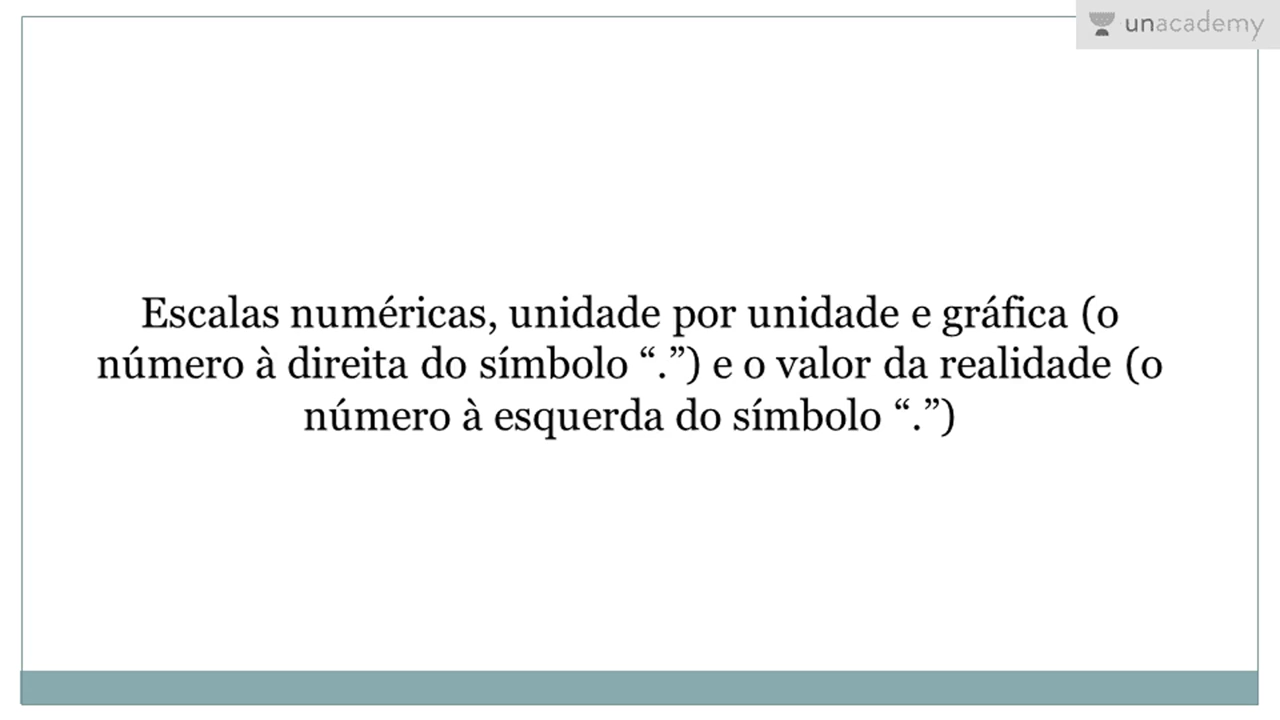 unacademy
Escalas numéricas, unidade por unidade e gráfica (o
número à direita do símbolo “.”) e o valor da realidade (o
número à esquerda do símbolo “.”)